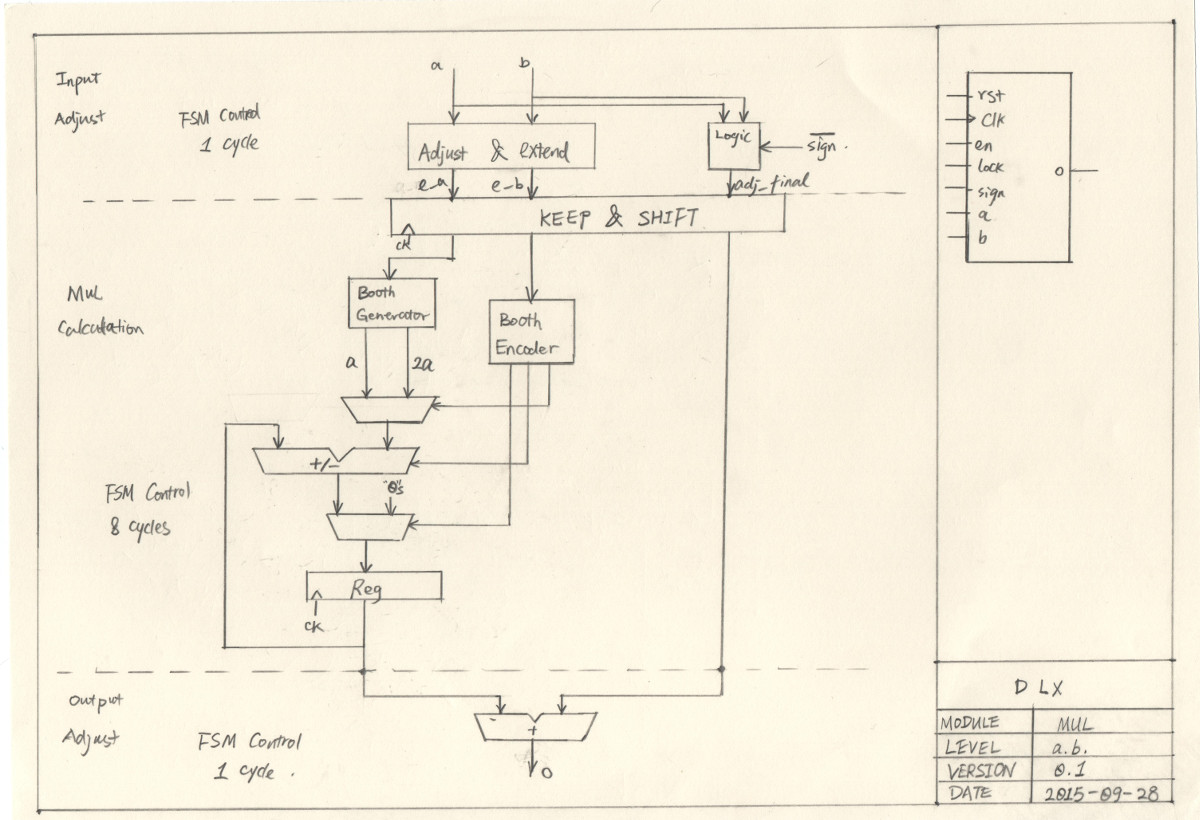 Input
Adjust
FSM Control
1 cycle
a
b
Adjust & extend
Logic
sign.
e_a
e_b
adj_final
KEEP & SHIFT
ck
MUL
Calculation
Booth
Generator
Booth
Encoder
a
2a
+/-
"0"s
FSM Control
8 cycles
Reg
ck
Output
Adjust
FSM Control
1 cycle.
-
+
O
rst
Clk
en
lock
sign
a
b
O
DLX
MODULE MUL
LEVEL a.b.
VERSION 0.1
DATE 2015-09-28